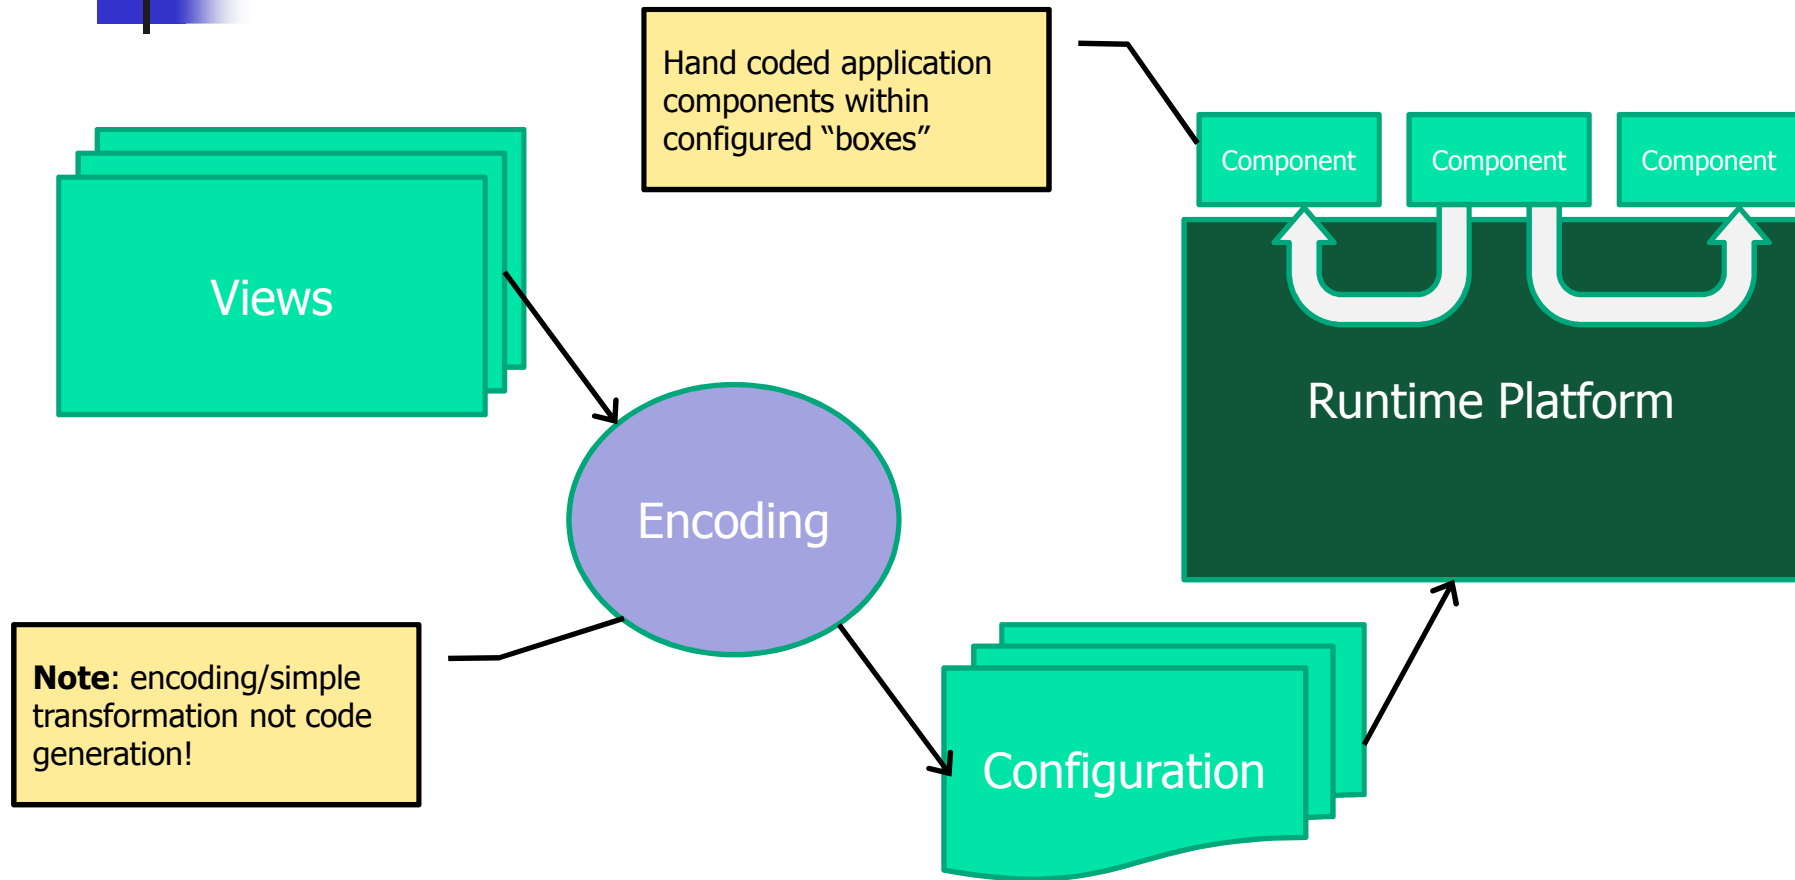 Hand coded application
components within
configured “boxes”
Component
Component
Component
Views
Runtime Platform
Encoding
Note: encoding/simple
transformation not code
generation!
Configuration